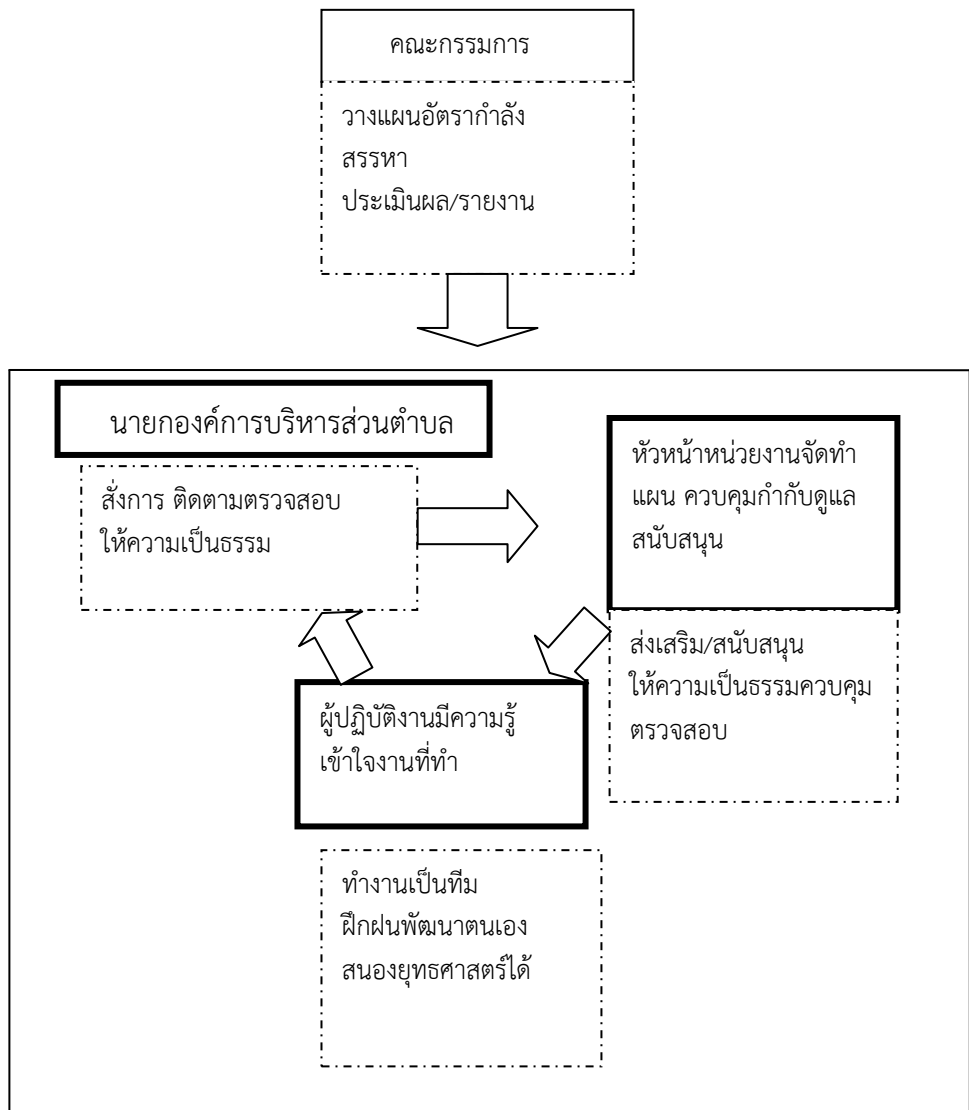 คณะกรรมการ
วางแผนอัตรากำลัง
สรรหา
ประเมินผล/รายงาน
นายกองค์การบริหารส่วนตำบล
สั่งการ ติดตามตรวจสอบ
ให้ความเป็นธรรม
หัวหน้าหน่วยงานจัดทำ
แผน ควบคุมกำกับดูแล
สนับสนุน
ส่งเสริม/สนับสนุน
ให้ความเป็นธรรมควบคุม
ตรวจสอบ
ผู้ปฏิบัติงานมีความรู้
เข้าใจงานที่ทำ
ทำงานเป็นทีม
ฝึกฝนพัฒนาตนเอง
สนองยุทธศาสตร์ได้